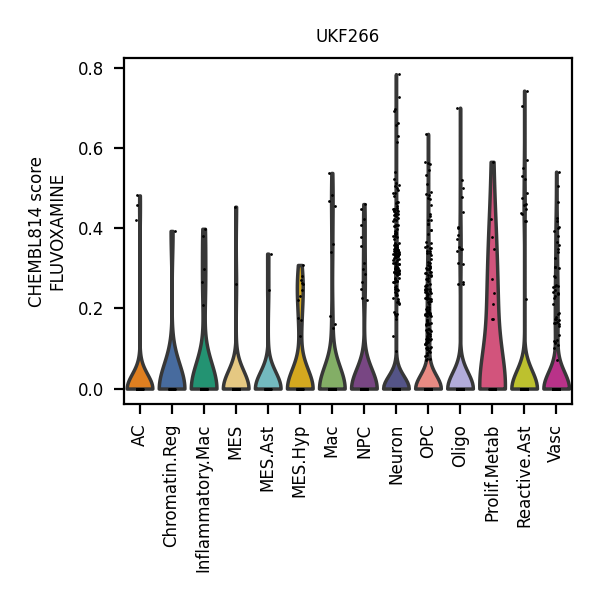 UKF266
CHEMBL814 score
FLUVOXAMINE
0.8
0.6
0.4
0.2
0.0
AC
Chromatin.Reg
Inflammatory.Mac
MES
MES.Ast
MES.Hyp
Mac
NPC
Neuron
OPC
Oligo
Prolif.Metab
Reactive.Ast
Vasc